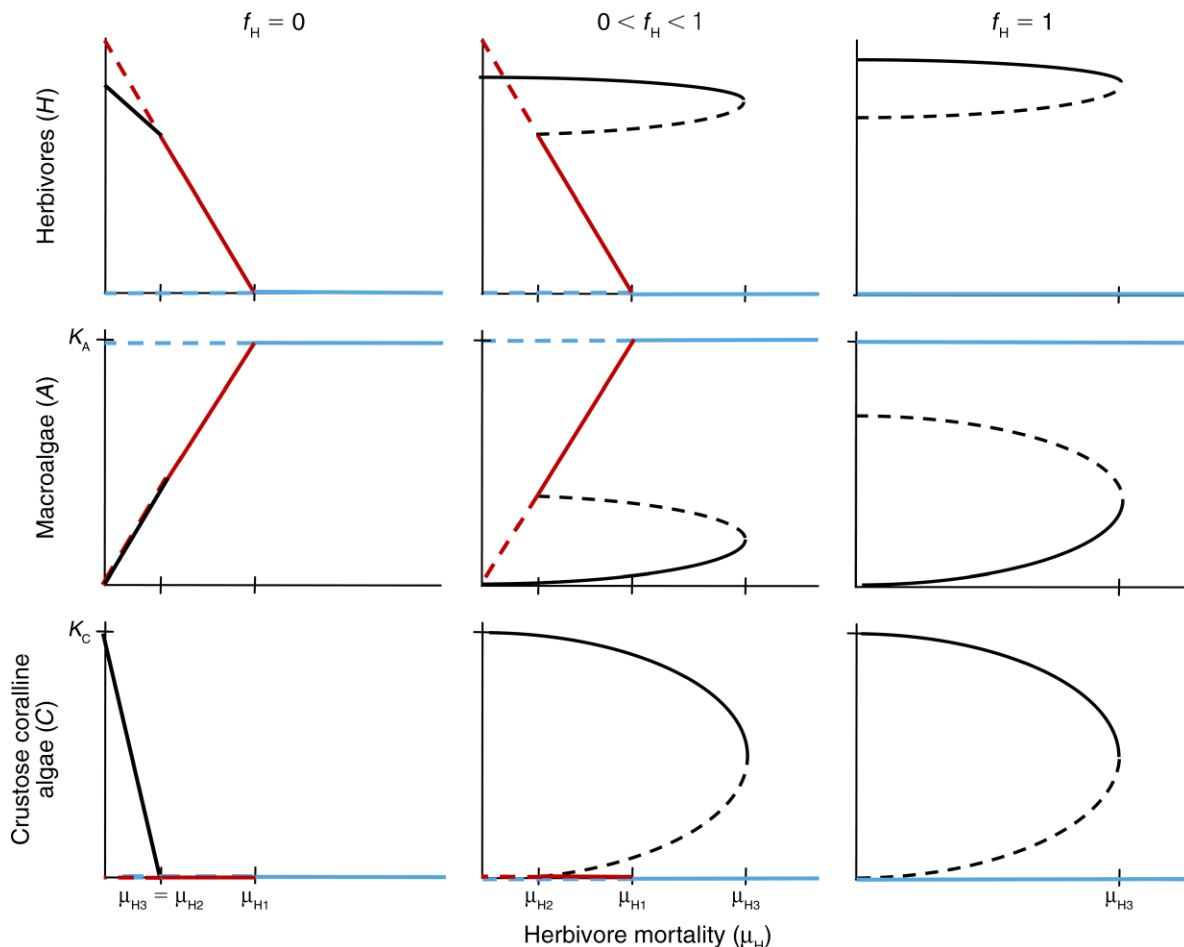 f_H = 0
0 < f_H < 1
f_H = 1
Herbivores (H)
K_A
Macroalgae (A)
K_C
Crustose coralline
algae (C)
μ_H3 = μ_H2
μ_H1
μ_H2
μ_H1
μ_H3
μ_H3
Herbivore mortality (μ_H)